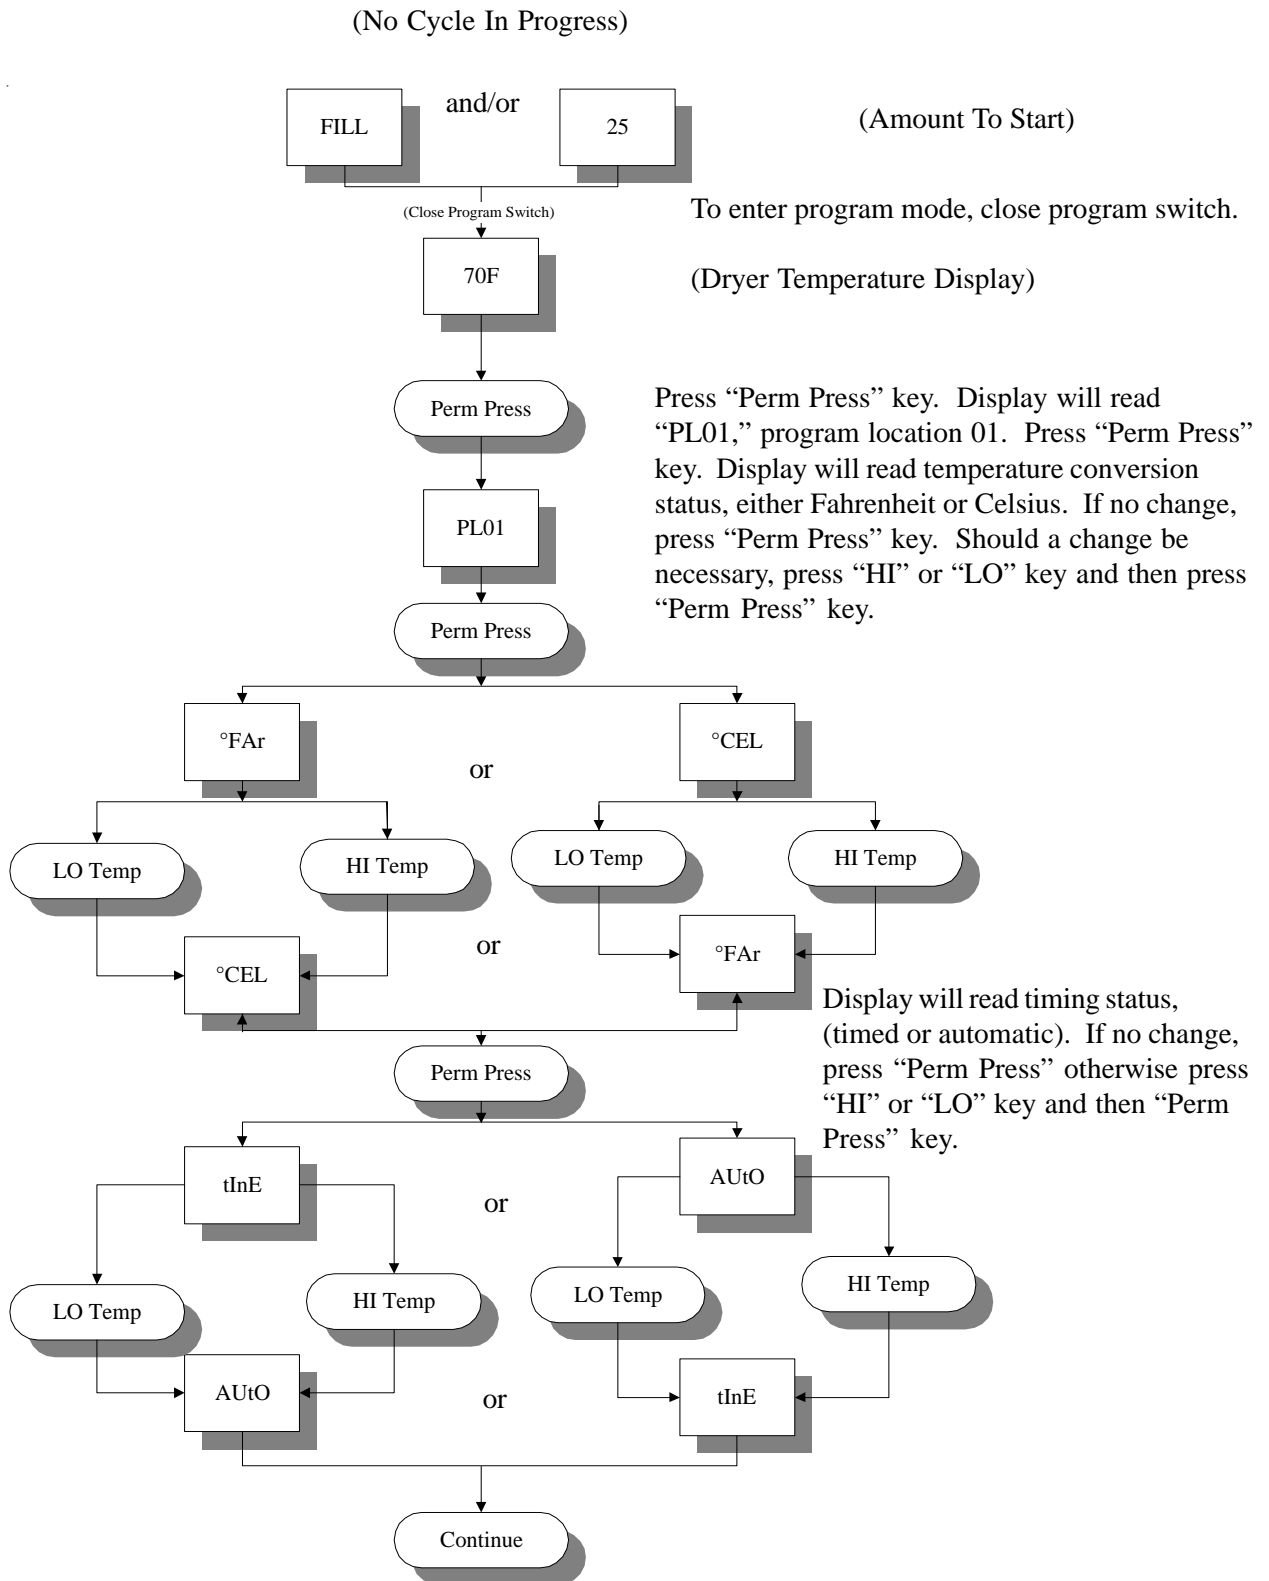 (No Cycle In Progress)
FILL
and/or
25
(Amount To Start)
(Close Program Switch)
To enter program mode, close program switch.
70F
(Dryer Temperature Display)
Perm Press
Press “Perm Press” key. Display will read
“PL01,” program location 01. Press “Perm Press”
key. Display will read temperature conversion
status, either Fahrenheit or Celsius. If no change,
press “Perm Press” key. Should a change be
necessary, press “HI” or “LO” key and then press
“Perm Press” key.
PL01
Perm Press
°FAr
or
°CEL
LO Temp
HI Temp
LO Temp
HI Temp
°CEL
or
°FAr
Display will read timing status,
(timed or automatic). If no change,
press “Perm Press” otherwise press
“HI” or “LO” key and then “Perm
Press” key.
Perm Press
tInE
or
AUtO
LO Temp
HI Temp
LO Temp
HI Temp
AUtO
or
tInE
Continue